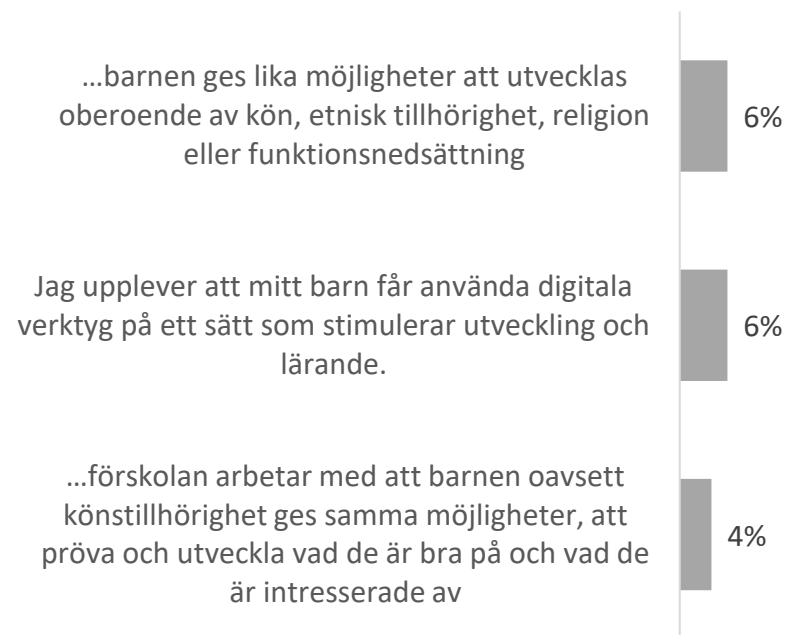 …barnen ges lika möjligheter att utvecklas
oberoende av kön, etnisk tillhörighet, religion
eller funktionsnedsättning
6%
Jag upplever att mitt barn får använda digitala
verktyg på ett sätt som stimulerar utveckling och
lärande.
6%
…förskolan arbetar med att barnen oavsett
könstillhörighet ges samma möjligheter, att
pröva och utveckla vad de är bra på och vad de
är intresserade av
4%